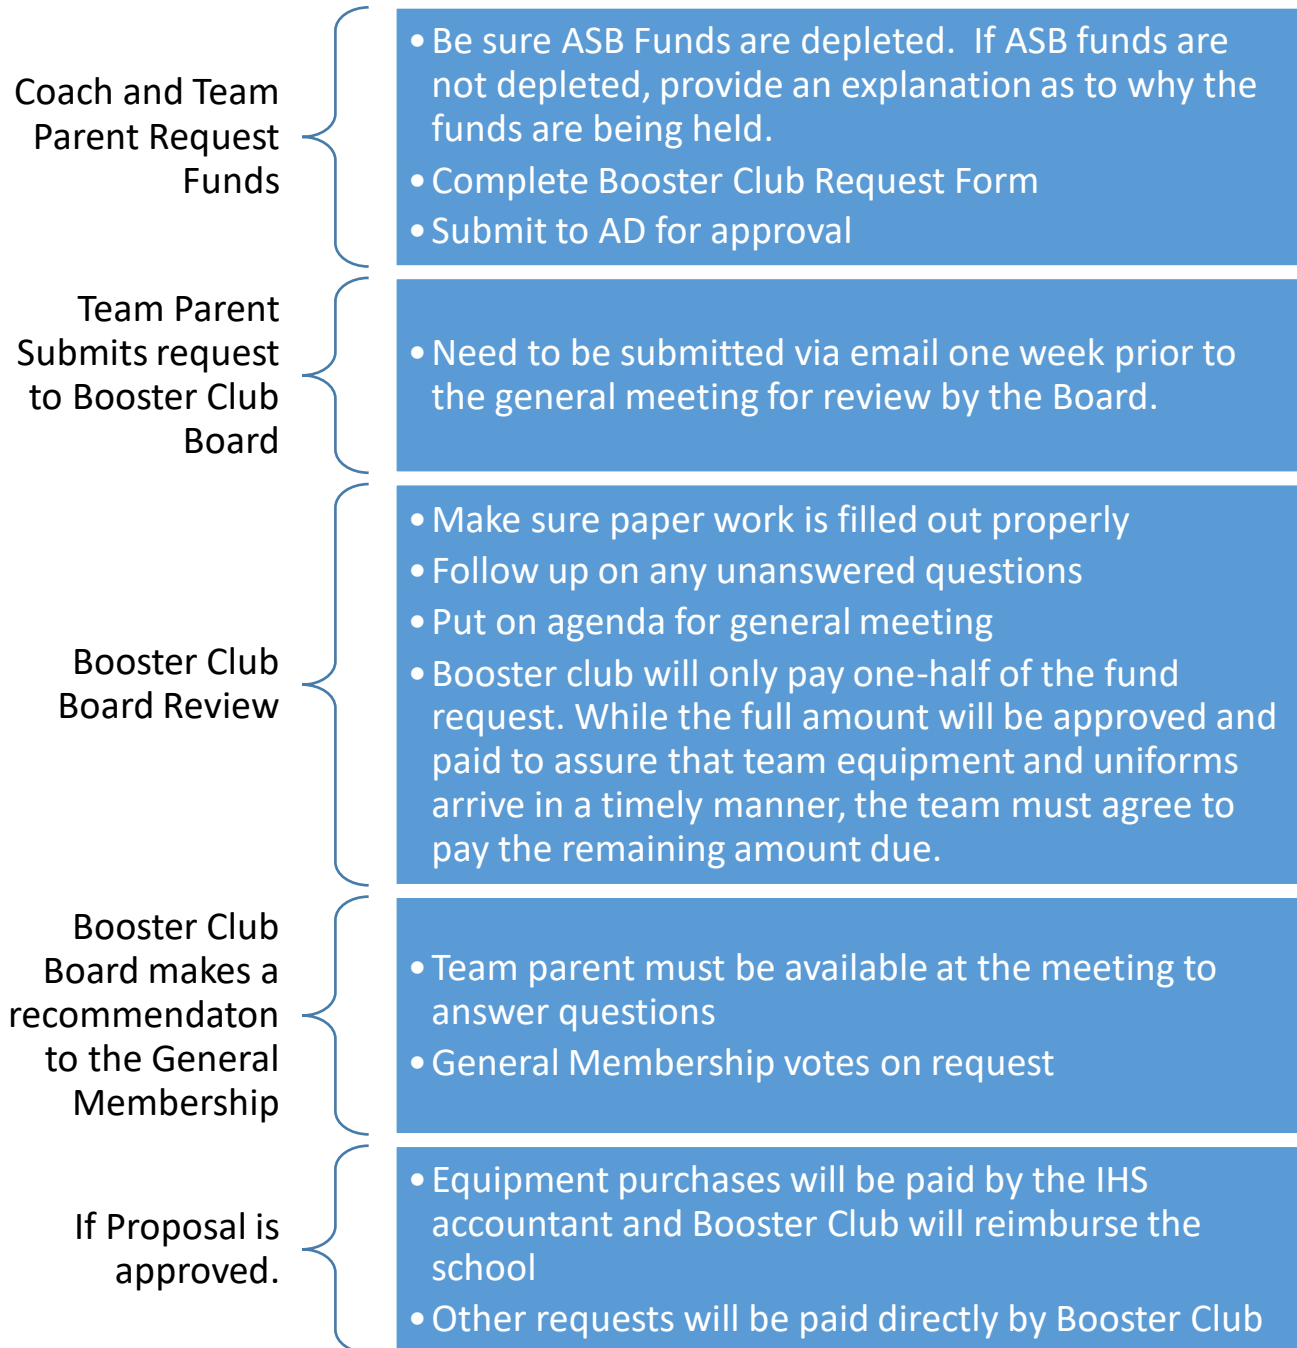 Coach and Team
Parent Request
Funds
• Be sure ASB Funds are depleted.  If ASB funds are
not depleted, provide an explanation as to why the
funds are being held.
• Complete Booster Club Request Form
• Submit to AD for approval
Team Parent
Submits request
to Booster Club
Board
• Need to be submitted via email one week prior to
the general meeting for review by the Board.
Booster Club
Board Review
• Make sure paper work is filled out properly
• Follow up on any unanswered questions
• Put on agenda for general meeting
• Booster club will only pay one-half of the fund
request. While the full amount will be approved and
paid to assure that team equipment and uniforms
arrive in a timely manner, the team must agree to
pay the remaining amount due.
Booster Club
Board makes a
recommendaton
to the General
Membership
• Team parent must be available at the meeting to
answer questions
• General Membership votes on request
If Proposal is
approved.
• Equipment purchases will be paid by the IHS
accountant and Booster Club will reimburse the
school
• Other requests will be paid directly by Booster Club